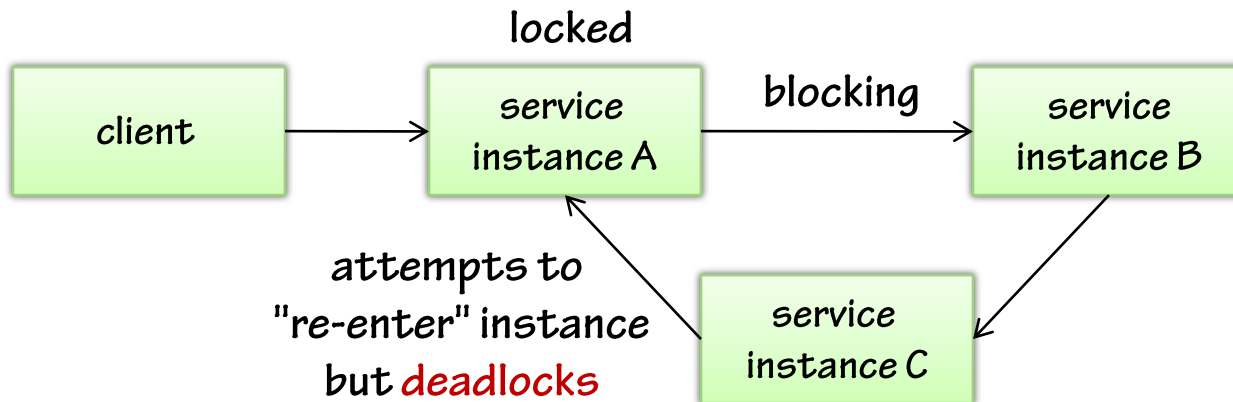 locked
client
service
instance A
blocking
service
instance B
attempts to
"re-enter" instance
but deadlocks
service
instance C